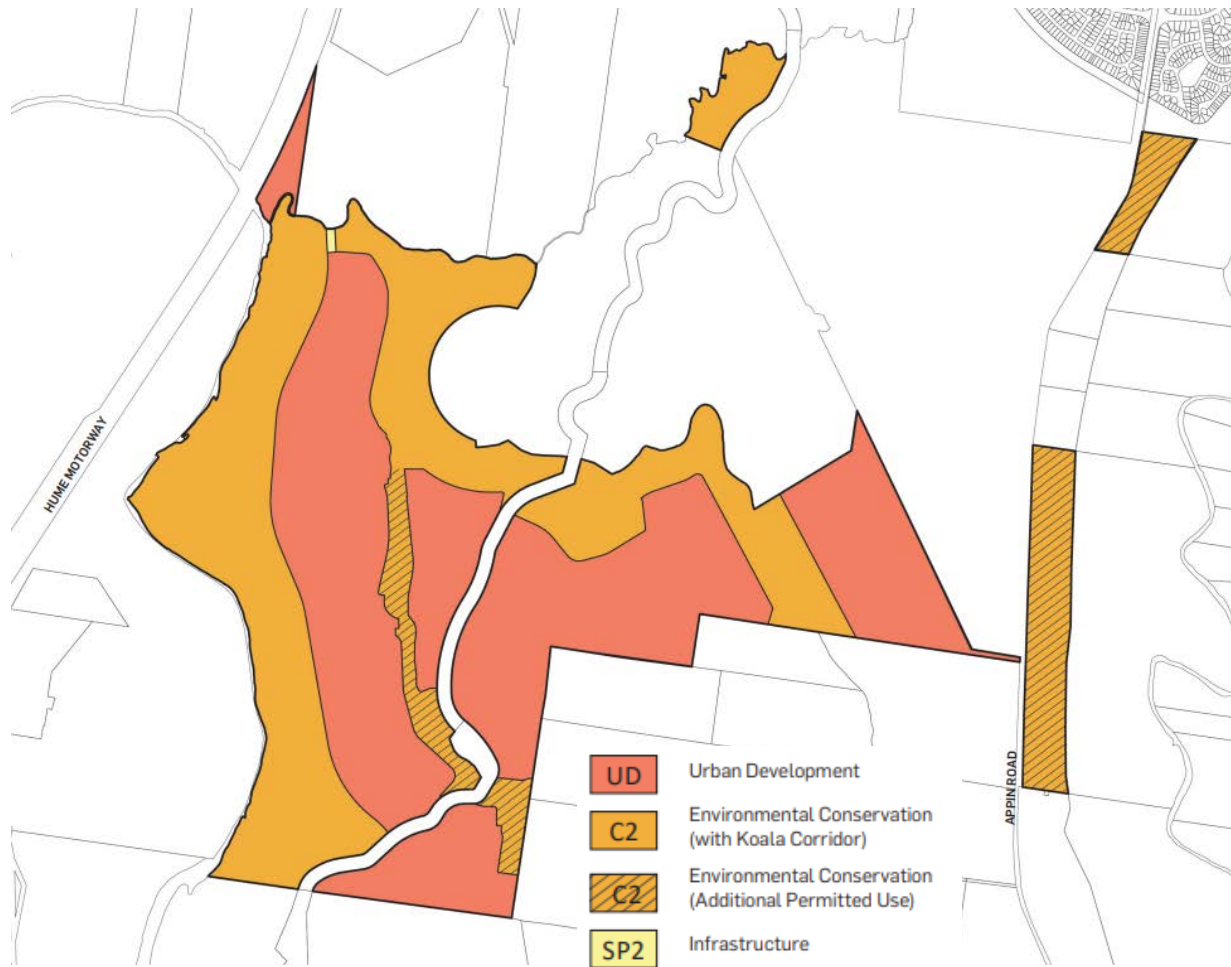 HUME MOTORWAY
APPIN ROAD
UD Urban Development
C2 Environmental Conservation
(with Koala Corridor)
C2 Environmental Conservation
(Additional Permitted Use)
SP2 Infrastructure